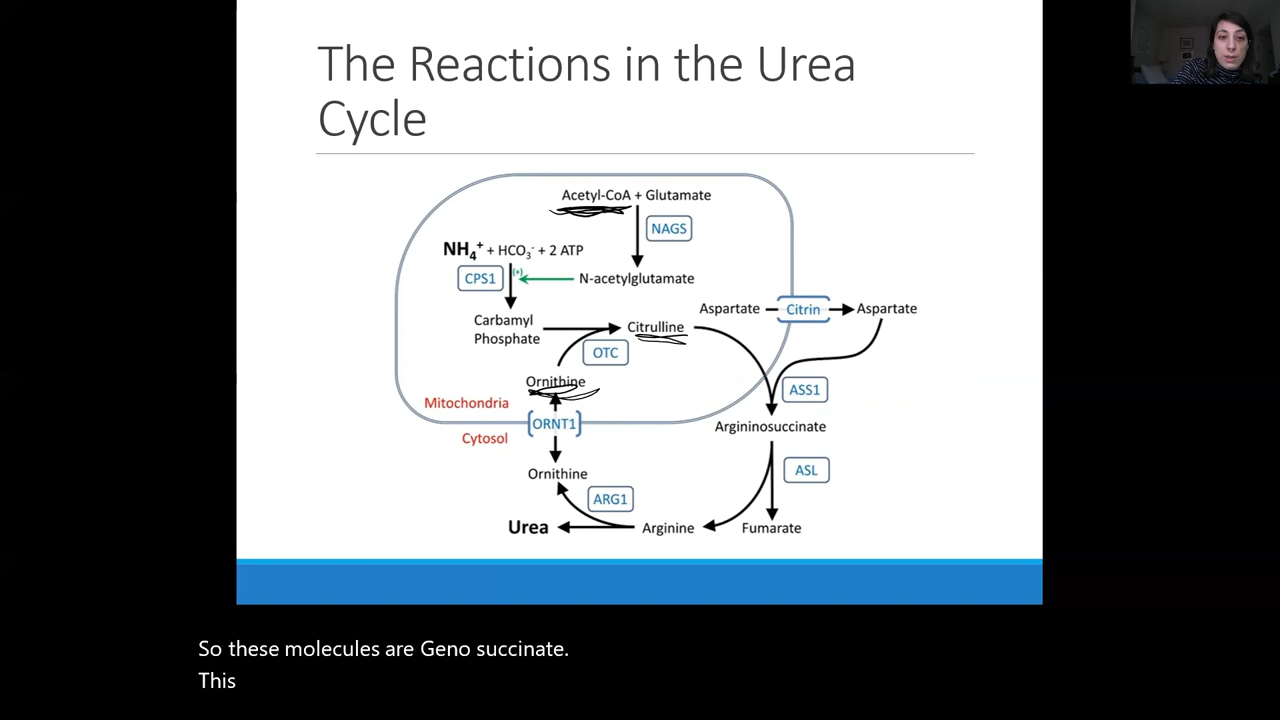 The Reactions in the Urea
Cycle
Acetyl-CoA + Glutamate
NAGS
NH4+ + HCO3- + 2 ATP
CPS1
(+)
N-acetylglutamate
Aspartate
Citrin
Aspartate
Carbamyl
Phosphate
Citrulline
OTC
Ornithine
ASS1
Mitochondria
ORNT1
Argininosuccinate
Cytosol
Ornithine
ASL
ARG1
Urea
Arginine
Fumarate
So these molecules are Geno succinate.
This